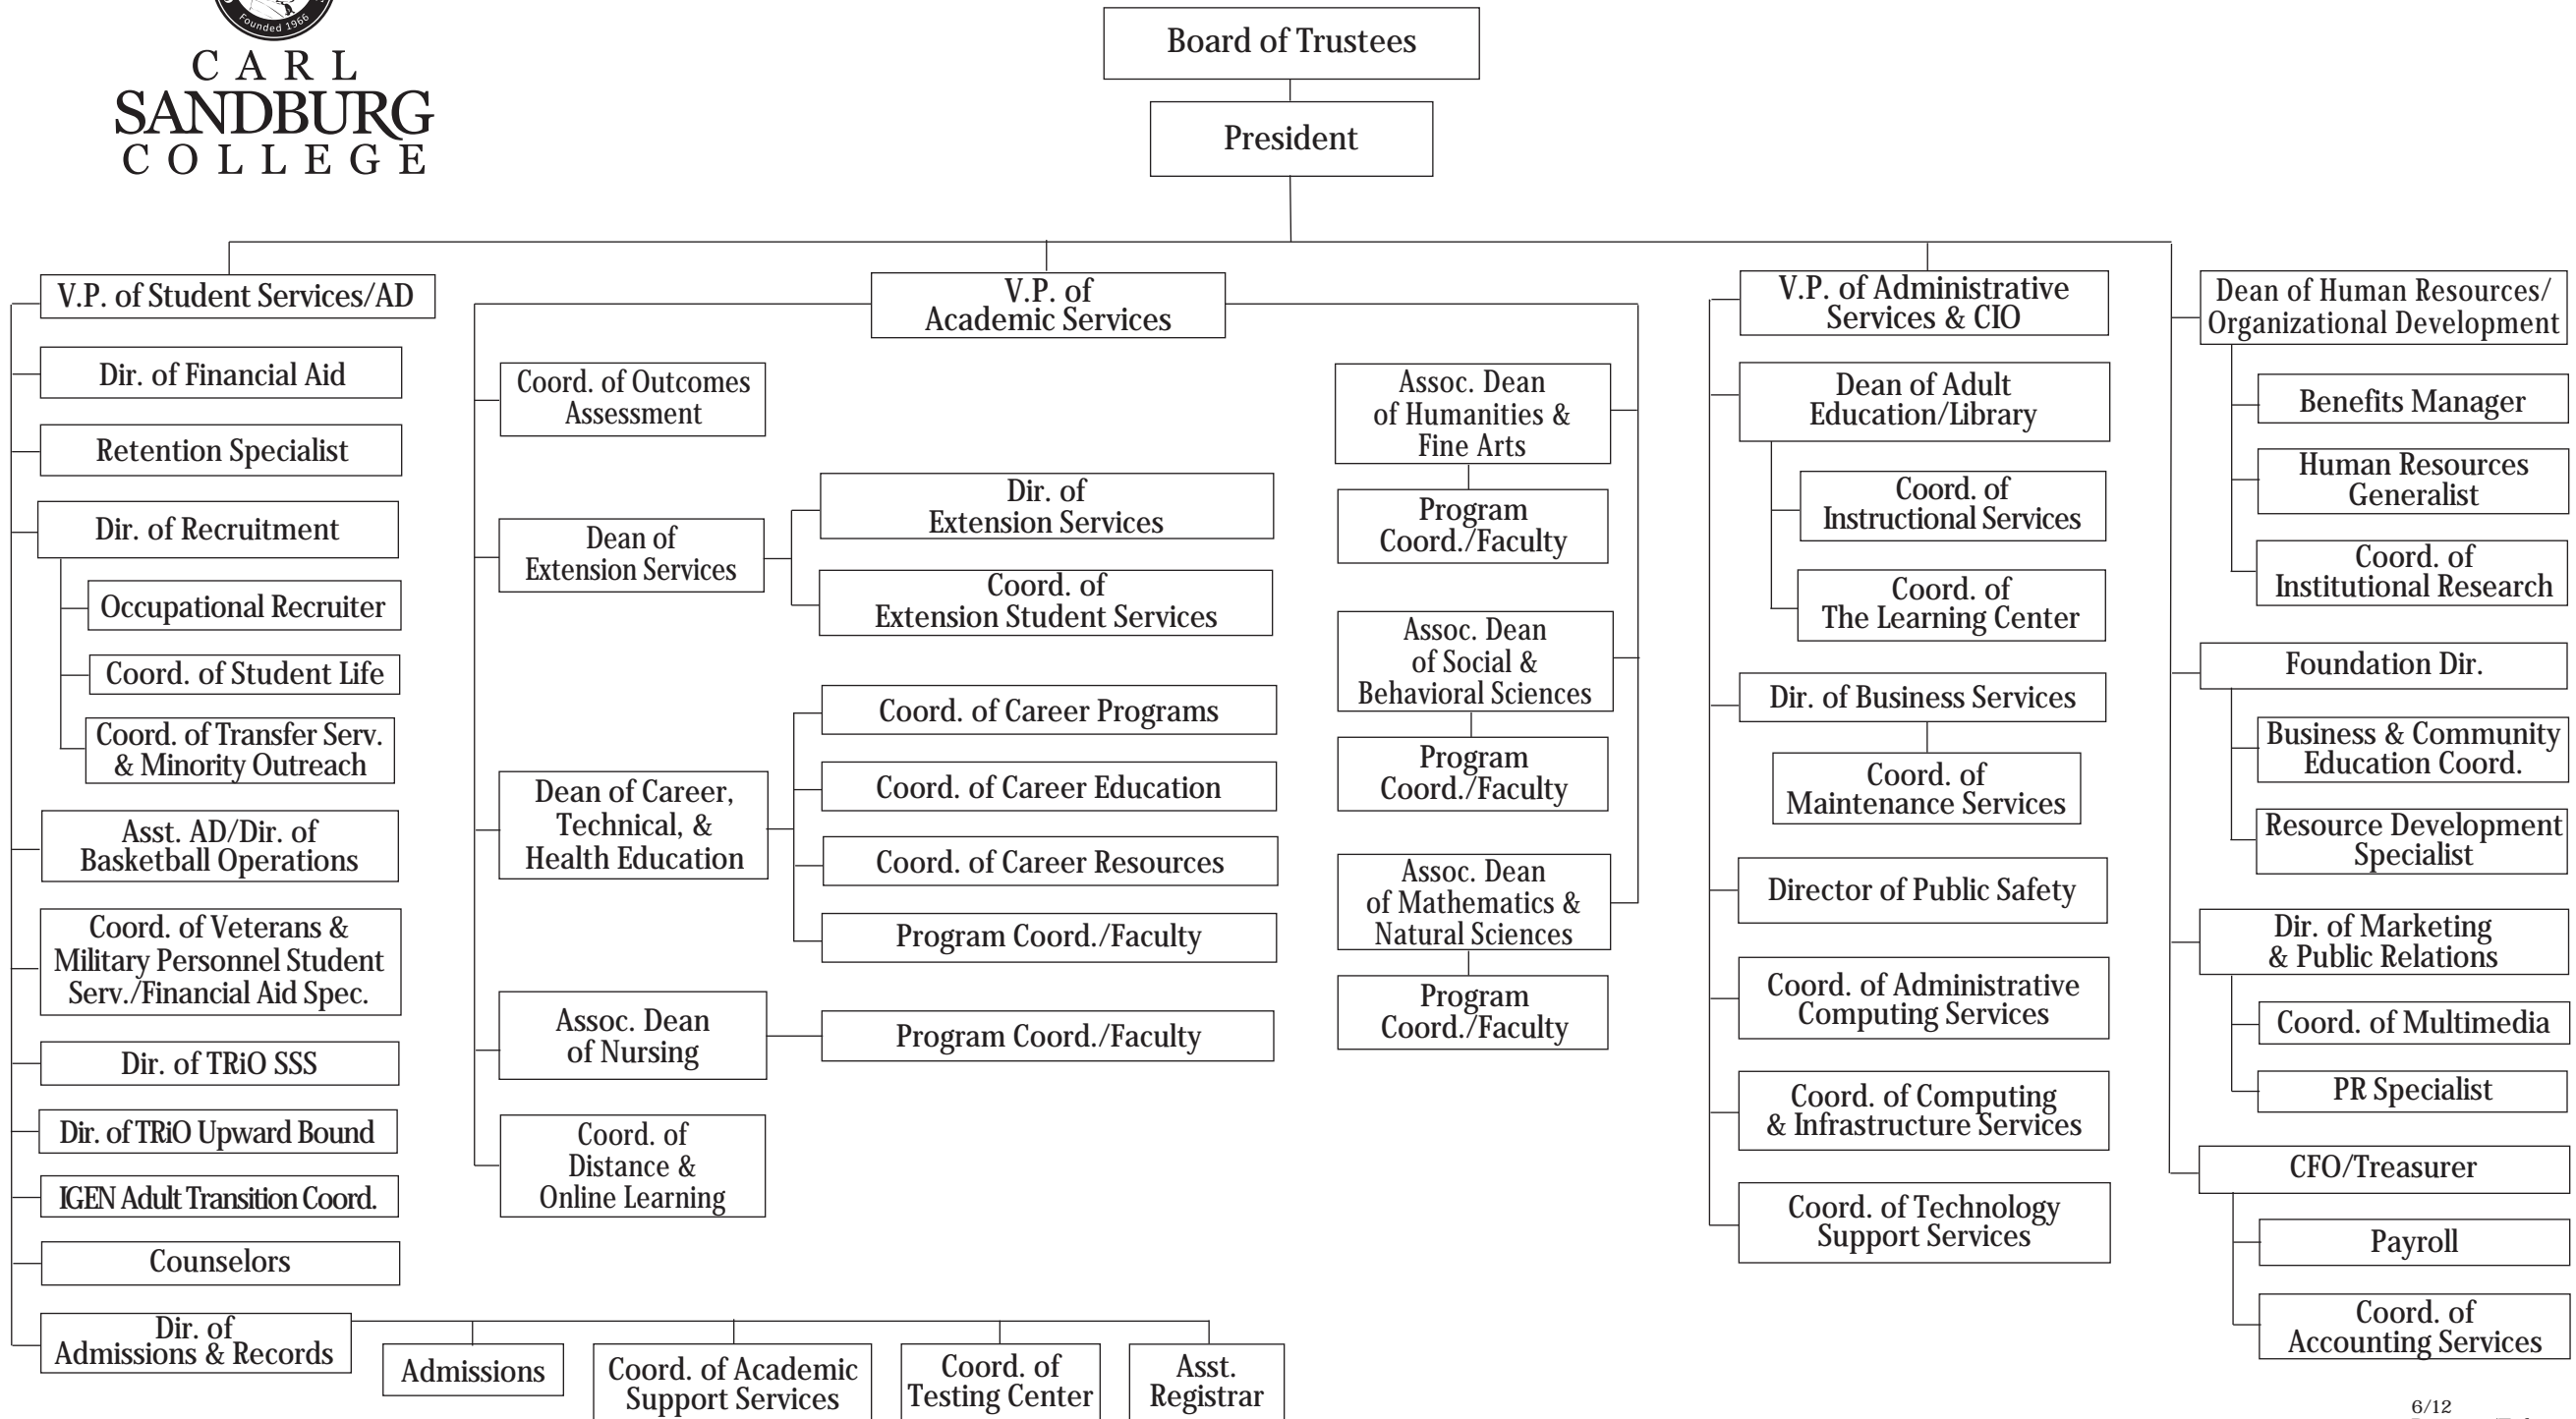 Founded 1966
CARL
SANDBURG
COLLEGE
Board of Trustees
President
V.P. of Student Services/AD
Dir. of Financial Aid
Retention Specialist
Dir. of Recruitment
Occupational Recruiter
Coord. of Student Life
Coord. of Transfer Serv.
& Minority Outreach
Asst. AD/Dir. of
Basketball Operations
Coord. of Veterans &
Military Personnel Student
Serv./Financial Aid Spec.
Dir. of TRiO SSS
Dir. of TRiO Upward Bound
IGEN Adult Transition Coord.
Counselors
Dir. of
Admissions & Records
Admissions
Coord. of Academic
Support Services
Coord. of
Testing Center
Asst.
Registrar
V.P. of
Academic Services
Coord. of Outcomes
Assessment
Dean of
Extension Services
Dir. of
Extension Services
Coord. of
Extension Student Services
Dean of Career,
Technical, &
Health Education
Coord. of Career Programs
Coord. of Career Education
Coord. of Career Resources
Program Coord./Faculty
Assoc. Dean
of Nursing
Program Coord./Faculty
Coord. of
Distance &
Online Learning
Assoc. Dean
of Humanities &
Fine Arts
Program
Coord./Faculty
Assoc. Dean
of Social &
Behavioral Sciences
Program
Coord./Faculty
Assoc. Dean
of Mathematics &
Natural Sciences
Program
Coord./Faculty
V.P. of Administrative
Services & CIO
Dean of Adult
Education/Library
Coord. of
Instructional Services
Coord. of
The Learning Center
Dir. of Business Services
Coord. of
Maintenance Services
Director of Public Safety
Coord. of Administrative
Computing Services
Coord. of Computing
& Infrastructure Services
Coord. of Technology
Support Services
Dean of Human Resources/
Organizational Development
Benefits Manager
Human Resources
Generalist
Coord. of
Institutional Research
Foundation Dir.
Business & Community
Education Coord.
Resource Development
Specialist
Dir. of Marketing
& Public Relations
Coord. of Multimedia
PR Specialist
CFO/Treasurer
Payroll
Coord. of
Accounting Services
6/12